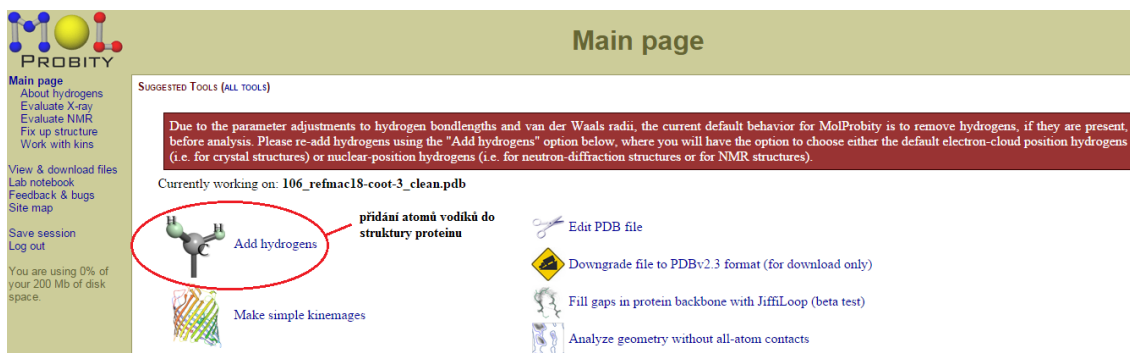 MOL
PROBITY
Main page
Main page
About hydrogens
Evaluate X-ray
Evaluate NMR
Fix up structure
Work with kins
View & download files
Lab notebook
Feedback & bugs
Site map
Save session
Log out
You are using 0% of
your 200 Mb of disk
space.
SUGGESTED TOOLS (ALL TOOLS)
Due to the parameter adjustments to hydrogen bondlengths and van der Waals radii, the current default behavior for MolProbity is to remove hydrogens, if they are present,
before analysis. Please re-add hydrogens using the "Add hydrogens" option below, where you will have the option to choose either the default electron-cloud position hydrogens
(i.e. for crystal structures) or nuclear-position hydrogens (i.e. for neutron-diffraction structures or for NMR structures).
Currently working on: 106_refmac18-coot-3_clean.pdb
H H
C
Add hydrogens
přidání atomů vodíků do
struktury proteinu
Make simple kinemages
Edit PDB file
Downgrade file to PDBv2.3 format (for download only)
Fill gaps in protein backbone with JiffiLoop (beta test)
Analyze geometry without all-atom contacts